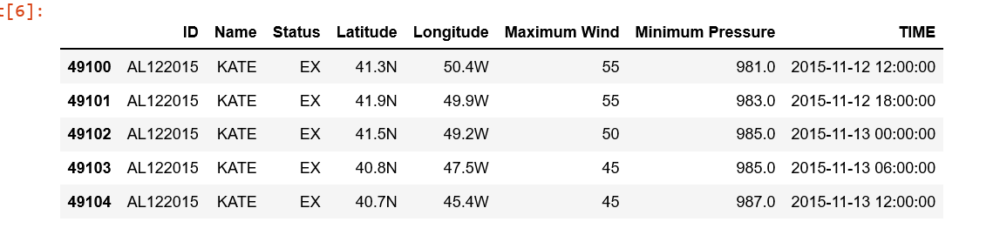 :[6]:
ID Name Status Latitude Longitude Maximum Wind Minimum Pressure TIME
49100 AL122015 KATE EX 41.3N 50.4W 55 981.0 2015-11-12 12:00:00
49101 AL122015 KATE EX 41.9N 49.9W 55 983.0 2015-11-12 18:00:00
49102 AL122015 KATE EX 41.5N 49.2W 50 985.0 2015-11-13 00:00:00
49103 AL122015 KATE EX 40.8N 47.5W 45 985.0 2015-11-13 06:00:00
49104 AL122015 KATE EX 40.7N 45.4W 45 987.0 2015-11-13 12:00:00